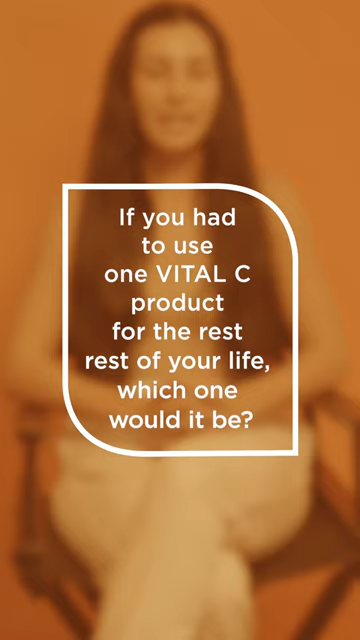 If you had
to use
one VITAL C
product
for the rest
rest of your life,
which one
would it be?